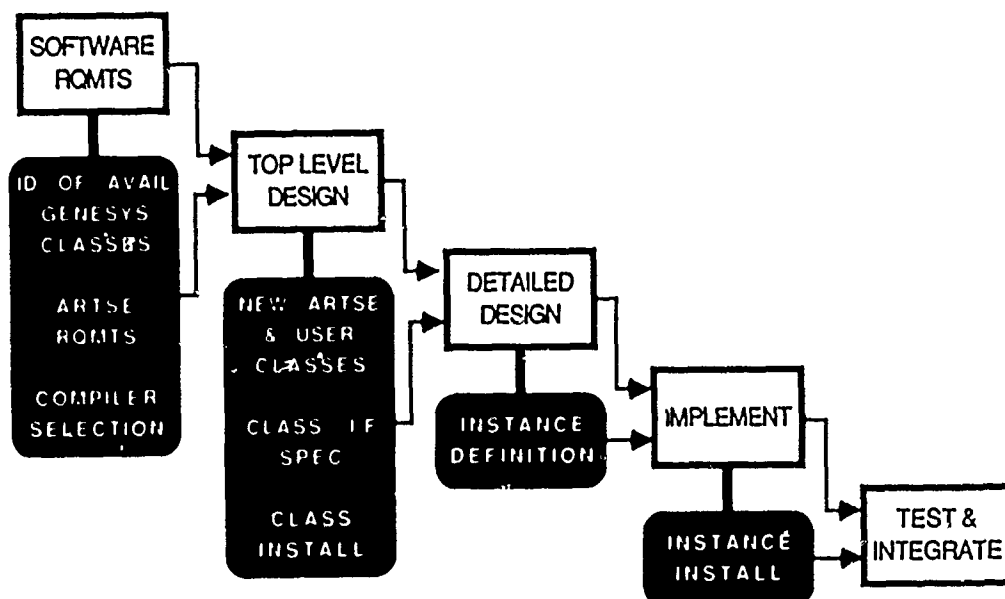 SOFTWARE
RQMTS
ID OF AVAIL
GENESYS
CLASSES
ARTSE
RQMTS
COMPILER
SELECTION
TOP LEVEL
DESIGN
NEW ARTSE
& USER
CLASSES
CLASS I/F
SPEC
CLASS
INSTALL
DETAILED
DESIGN
INSTANCE
DEFINITION
IMPLEMENT
INSTANCE
INSTALL
TEST &
INTEGRATE